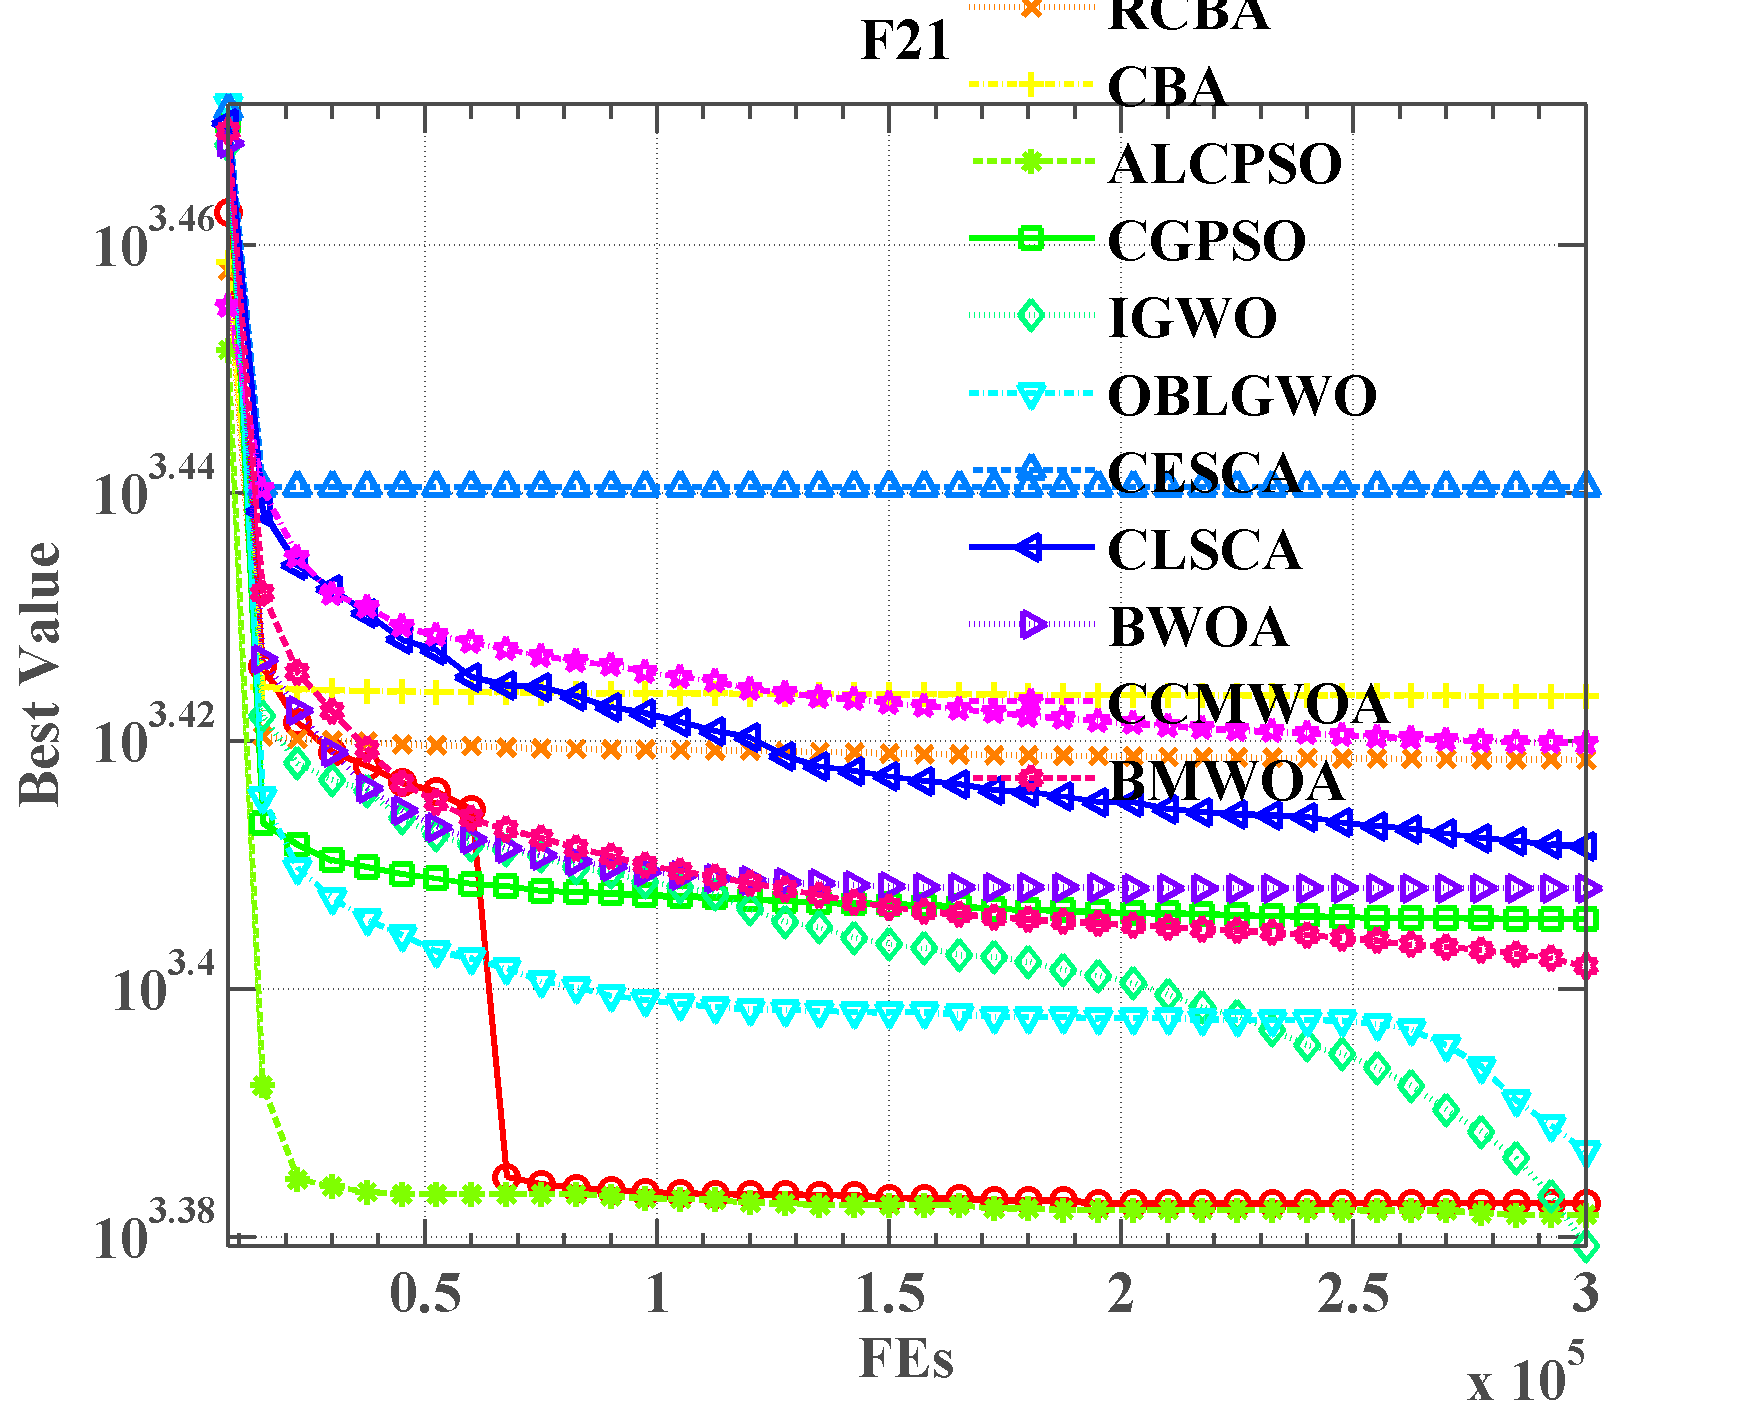 RCBA
F21
CBA
ALCPSO
CGPSO
IGWO
OBLGWO
CESCA
CLSCA
BWOA
CCMWOA
BMWOA
10^3.46
10^3.44
10^3.42
10^3.4
10^3.38
Best Value
0.5 1 1.5 2 2.5 3
FEs
x 10^5